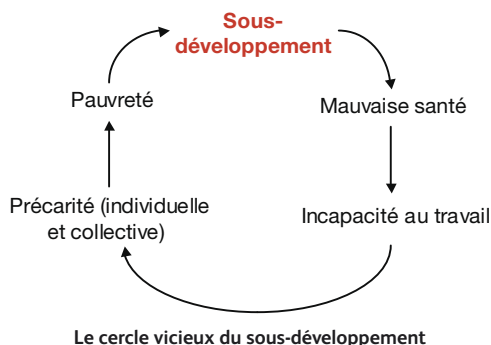 Sous-
développement
Pauvreté
Mauvaise santé
Précarité (individuelle
et collective)
Incapacité au travail
Le cercle vicieux du sous-développement